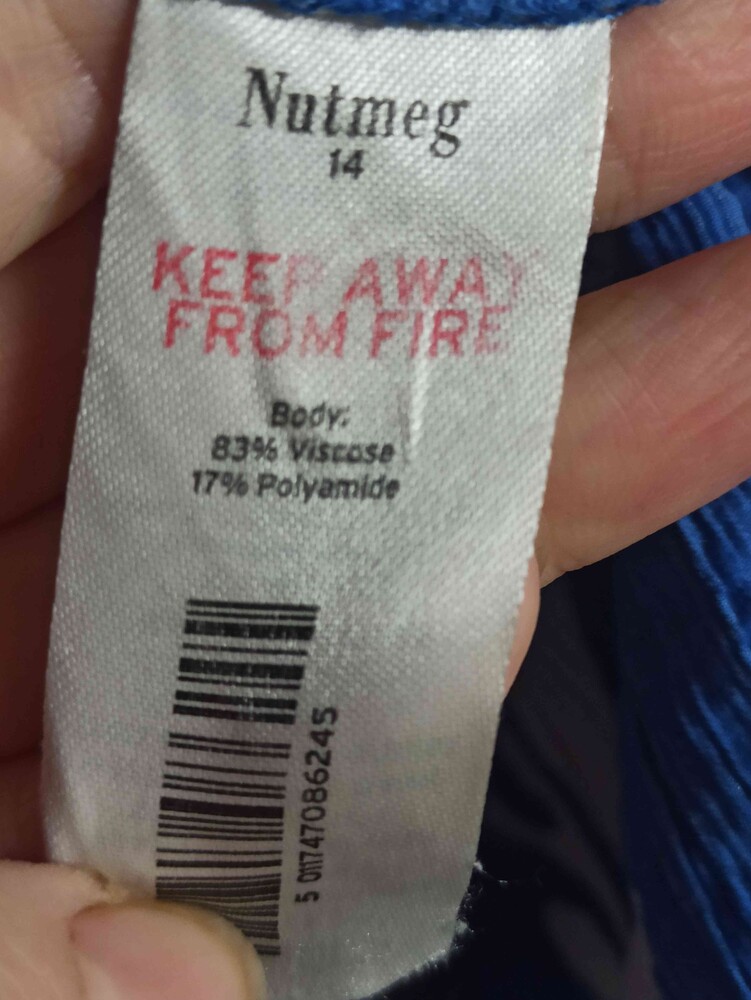 Nutmeg
14
KEEP AWAY
FROM FIRE
Body:
83% Viscose
17% Polyamide
5 011747086245